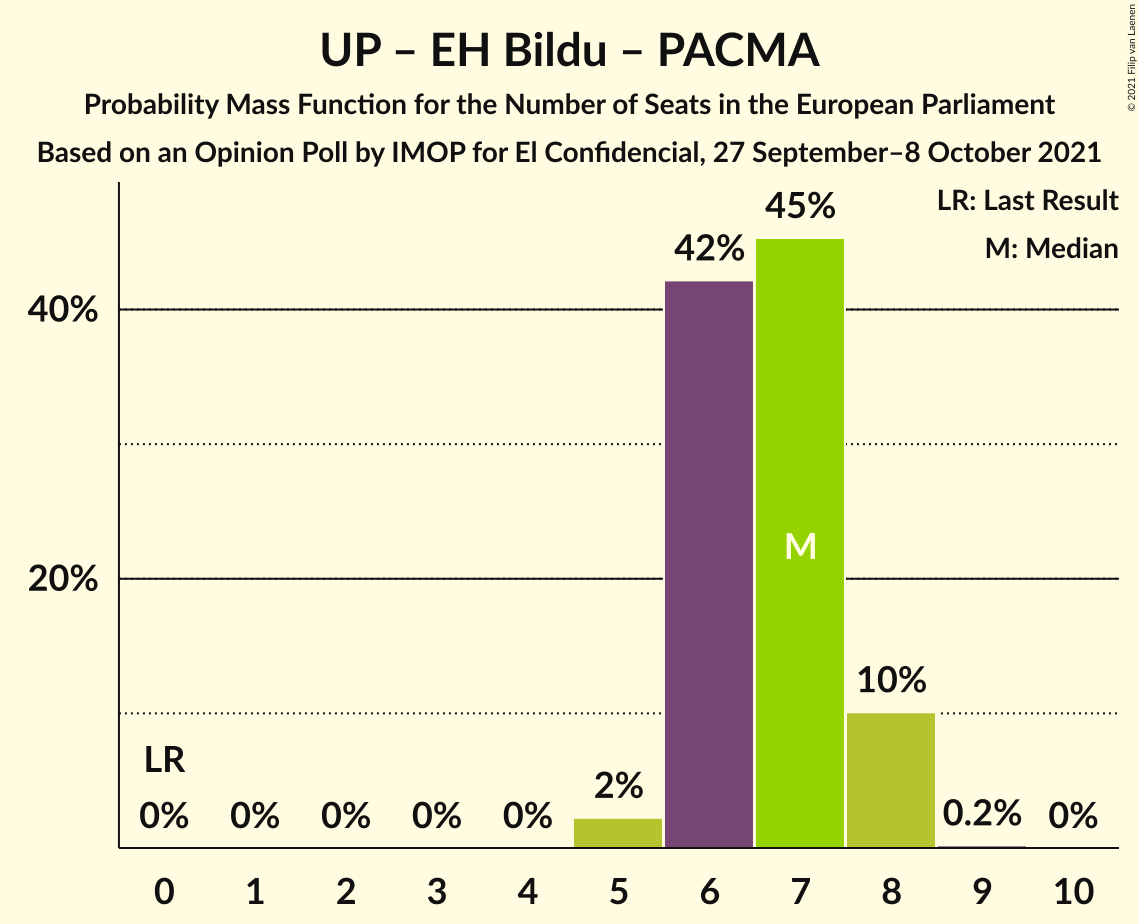 UP – EH Bildu – PACMA
Probability Mass Function for the Number of Seats in the European Parliament
Based on an Opinion Poll by IMOP for El Confidencial, 27 September–8 October 2021
© 2021 Filip van Laenen
LR: Last Result
M: Median
45%
42%
40%
M
20%
10%
LR
2%
0% 0% 0% 0% 0% 0.2% 0%
0 1 2 3 4 5 6 7 8 9 10